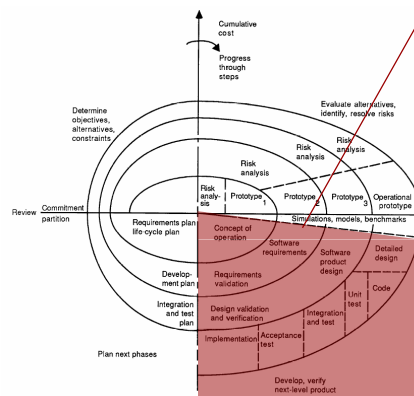 Cumulative
cost
Progress
through
steps
Determine
objectives,
alternatives,
constraints
Evaluate alternatives,
identify, resolve risks
Risk
analysis
Risk
analysis
Risk
analysis
Risk
analy-
sis
Prototype
1
Prototype
2
Prototype
3
Operational
prototype
Review
Commitment
partition
Simulations, models, benchmarks
Requirements plan
life-cycle plan
Concept of
operation
Software
requirements
Software
product
design
Detailed
design
Develop-
ment plan
Requirements
validation
Integration
and test
plan
Design validation
and verification
Unit
test
Code
Integration
and test
Acceptance
test
Implementation
Plan next phases
Develop, verify
next-level product